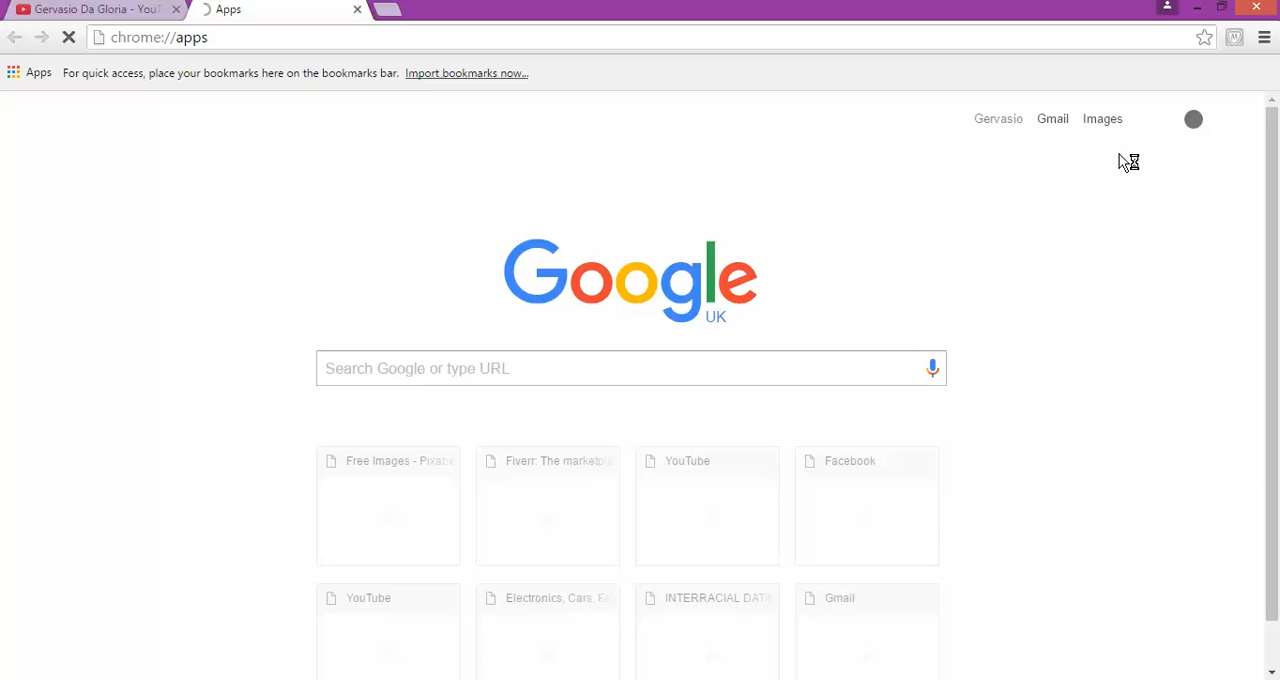 Gervasio Da Gloria - YouT
Apps
chrome://apps
Apps For quick access, place your bookmarks here on the bookmarks bar. Import bookmarks now...
Gervasio Gmail Images
Google
UK
Search Google or type URL
Free Images - Pixab Fiverr: The market YouTube Facebook
YouTube Electronics, Cars, Fa INTERRACIAL DATI Gmail